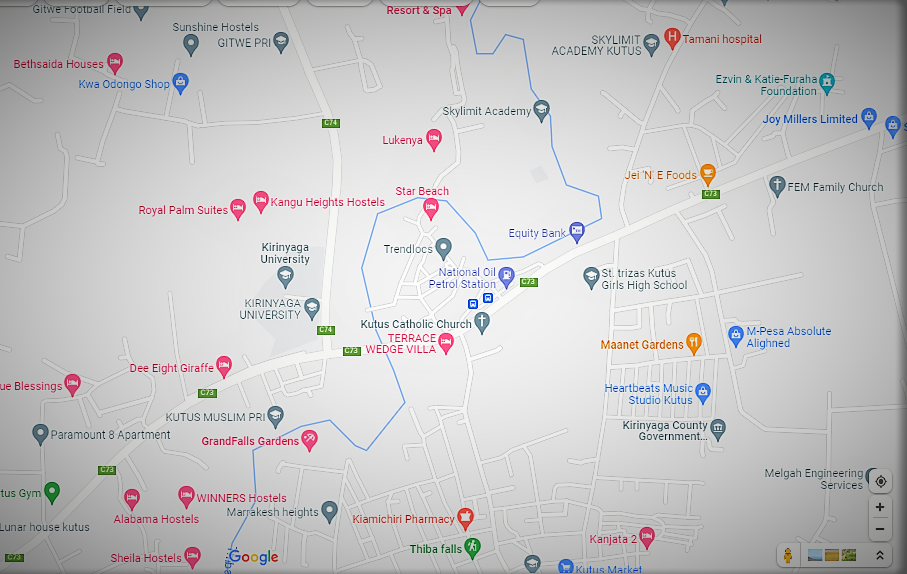 Gitwe Football Field
Resort & Spa
Sunshine Hostels
GITWE PRI
SKYLIMIT
ACADEMY KUTUS
Tamani hospital
Bethsaida Houses
Kwa Odongo Shop
Ezvin & Katie-Furaha
Foundation
Skylimit Academy
Joy Millers Limited
S
C74
Lukenya
Jei 'N' E Foods
C73
FEM Family Church
Star Beach
Royal Palm Suites
Kangu Heights Hostels
Equity Bank
Trendlocs
Kirinyaga
University
National Oil
Petrol Station
C73
St. trizas Kutus
Girls High School
KIRINYAGA
UNIVERSITY
C74
Kutus Catholic Church
TERRACE
WEDGE VILLA
C73
Maanet Gardens
M-Pesa Absolute
Alighned
Dee Eight Giraffe
ue Blessings
C73
Heartbeats Music
Studio Kutus
KUTUS MUSLIM PRI
Paramount 8 Apartment
GrandFalls Gardens
Kirinyaga County
Government...
C73
Melgah Engineering
Services
tus Gym
WINNERS Hostels
Alabama Hostels
Marrakesh heights
Kiamichiri Pharmacy
Lunar house kutus
Kanjata 2
Thiba falls
C73
Sheila Hostels
Google
Kutus Market